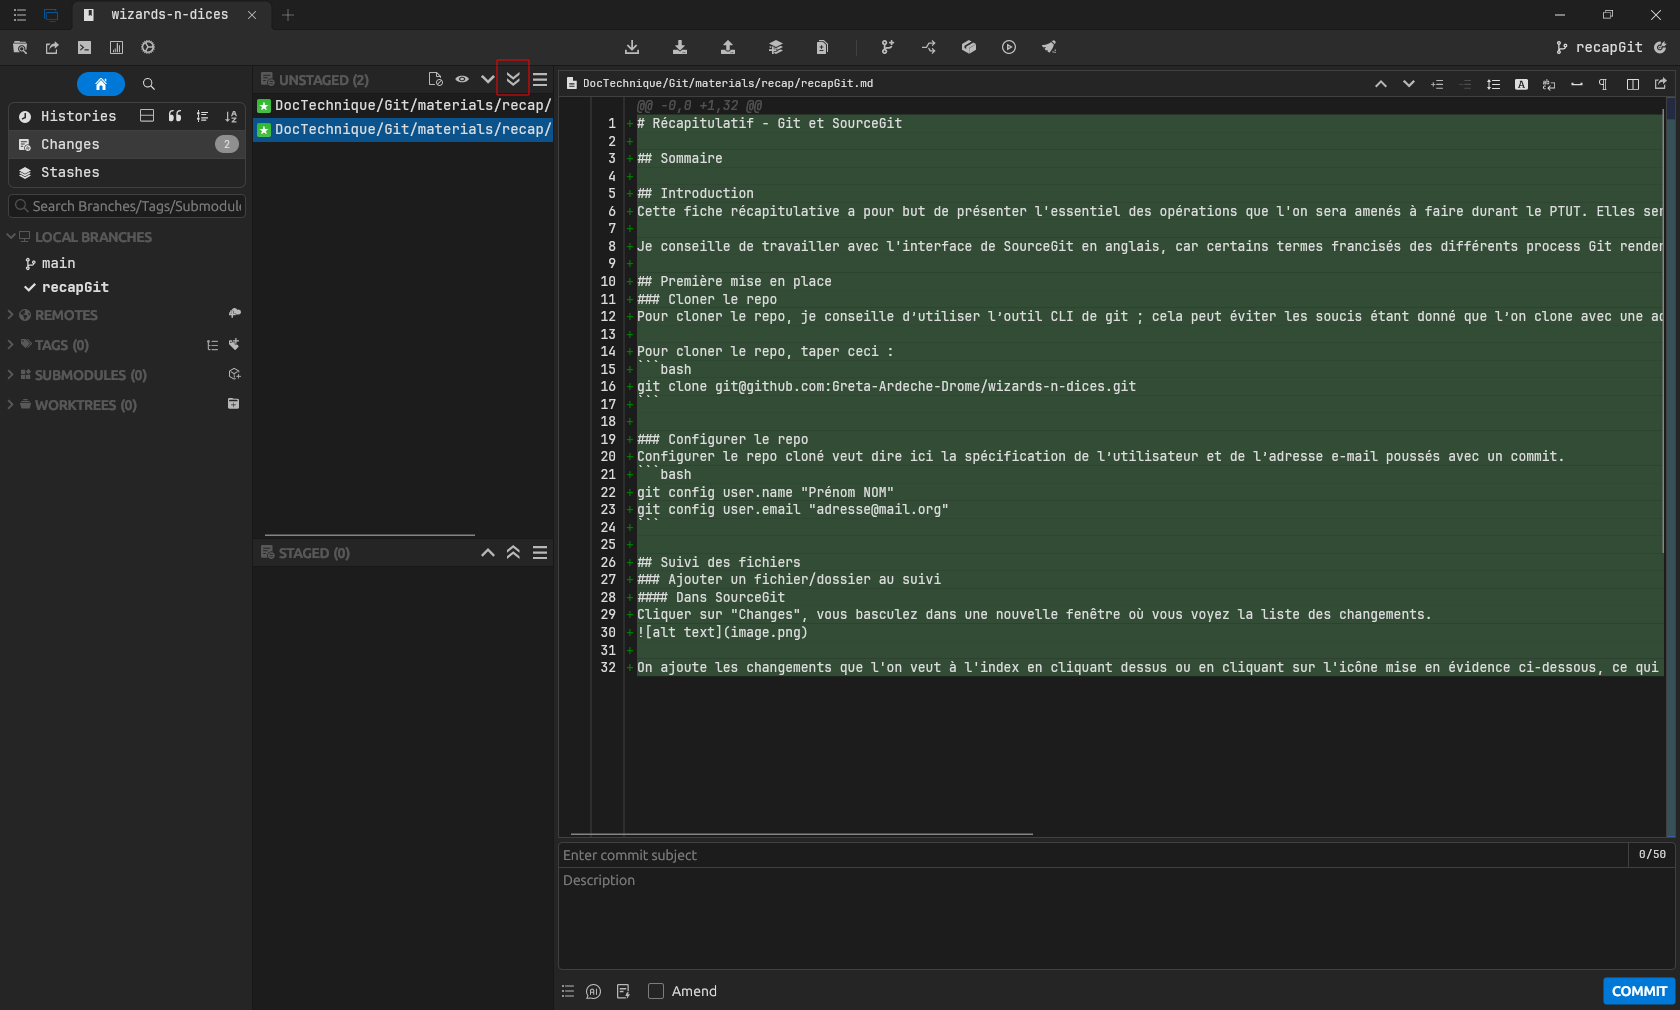 wizards-n-dices
recapGit
Histories
Changes 2
Stashes
Search Branches/Tags/Submodule
LOCAL BRANCHES
main
recapGit
REMOTES
TAGS (0)
SUBMODULES (0)
WORKTREES (0)
UNSTAGED (2)
DocTechnique/Git/materials/recap/
DocTechnique/Git/materials/recap/
STAGED (0)
DocTechnique/Git/materials/recap/recapGit.md
@@ -0,0 +1,32 @@
1 +# Récapitulatif - Git et SourceGit
2 +
3 +## Sommaire
4 +
5 +## Introduction
6 +Cette fiche récapitulative a pour but de présenter l'essentiel des opérations que l'on sera amenés à faire durant le PTUT. Elles ser
7 +
8 +Je conseille de travailler avec l'interface de SourceGit en anglais, car certains termes francisés des différents process Git render
9 +
10 +## Première mise en place
11 +### Cloner le repo
12 +Pour cloner le repo, je conseille d’utiliser l’outil CLI de git ; cela peut éviter les soucis étant donné que l’on clone avec une ad
13 +
14 +Pour cloner le repo, taper ceci :
15 +```bash
16 +git clone git@github.com:Greta-Ardeche-Drome/wizards-n-dices.git
17 +```
18 +
19 +### Configurer le repo
20 +Configurer le repo cloné veut dire ici la spécification de l’utilisateur et de l’adresse e-mail poussés avec un commit.
21 +```bash
22 +git config user.name "Prénom NOM"
23 +git config user.email "adresse@mail.org"
24 +```
25 +
26 +## Suivi des fichiers
27 +### Ajouter un fichier/dossier au suivi
28 +#### Dans SourceGit
29 +Cliquer sur "Changes", vous basculez dans une nouvelle fenêtre où vous voyez la liste des changements.
30 +![alt text](image.png)
31 +
32 +On ajoute les changements que l'on veut à l'index en cliquant dessus ou en cliquant sur l'icône mise en évidence ci-dessous, ce qui
Enter commit subject 0/50
Description
AI
Amend
COMMIT